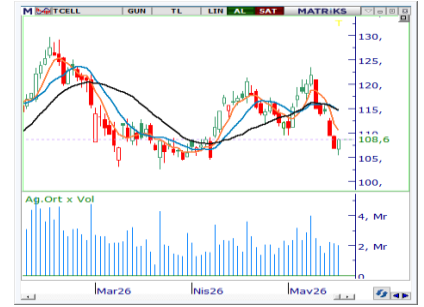 M TCELL GUN TL LIN AL SAT MATRİKS
T
130,
125,
120,
115,
110,
108,6
105,
100,
Ag.Ort x Vol
4, Mr
2, Mr
0
Mar26 Nis26 May26